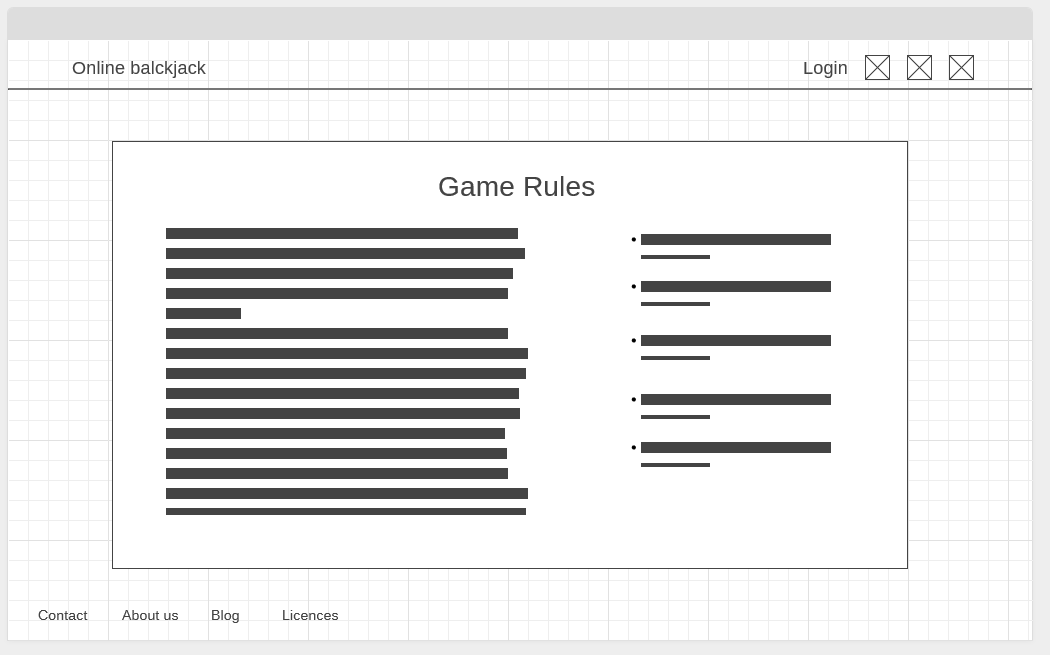 Online balckjack
Login
Game Rules
Contact
About us
Blog
Licences